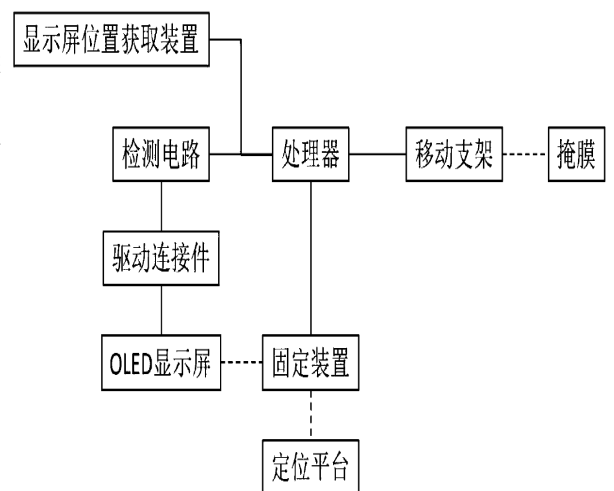 显示屏位置获取装置
检测电路
处理器
移动支架
掩膜
驱动连接件
OLED显示屏
固定装置
定位平台